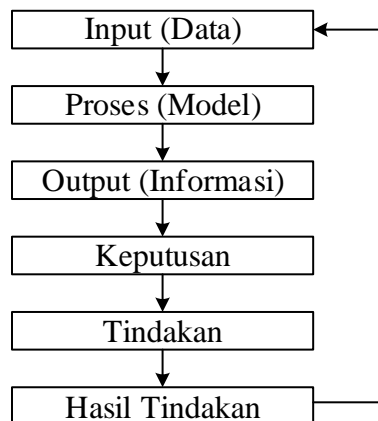 Input (Data)
Proses (Model)
Output (Informasi)
Keputusan
Tindakan
Hasil Tindakan